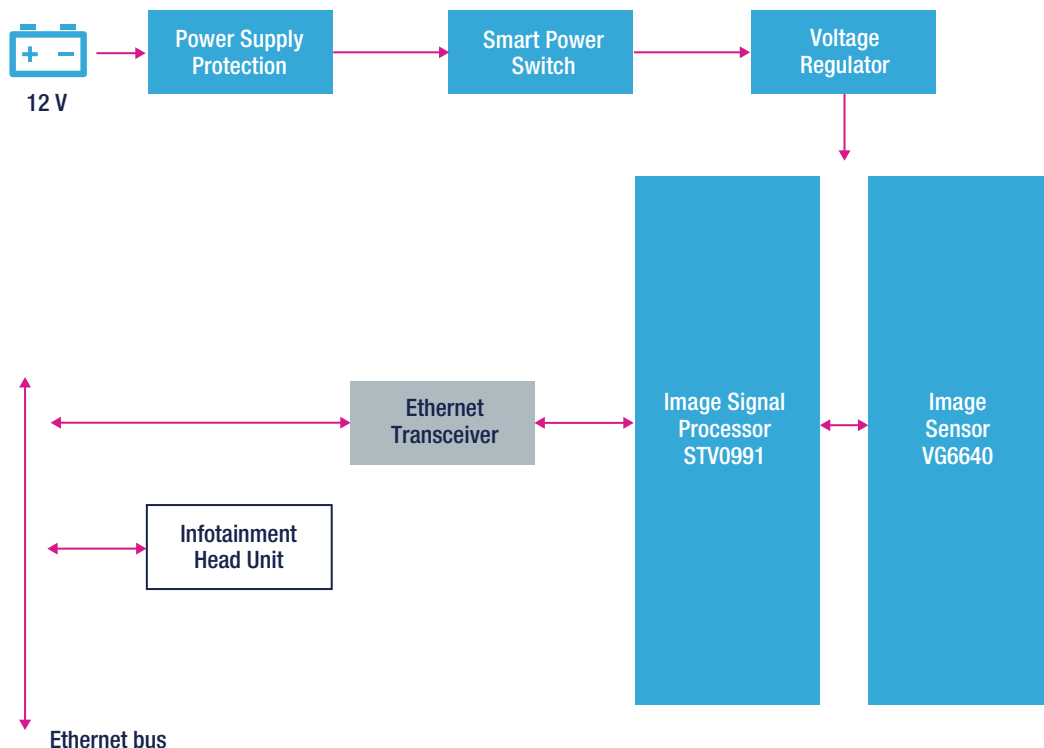 Power Supply
Protection
Smart Power
Switch
Voltage
Regulator
+ −
12 V
Ethernet
Transceiver
Image Signal
Processor
STV0991
Image
Sensor
VG6640
Infotainment
Head Unit
Ethernet bus